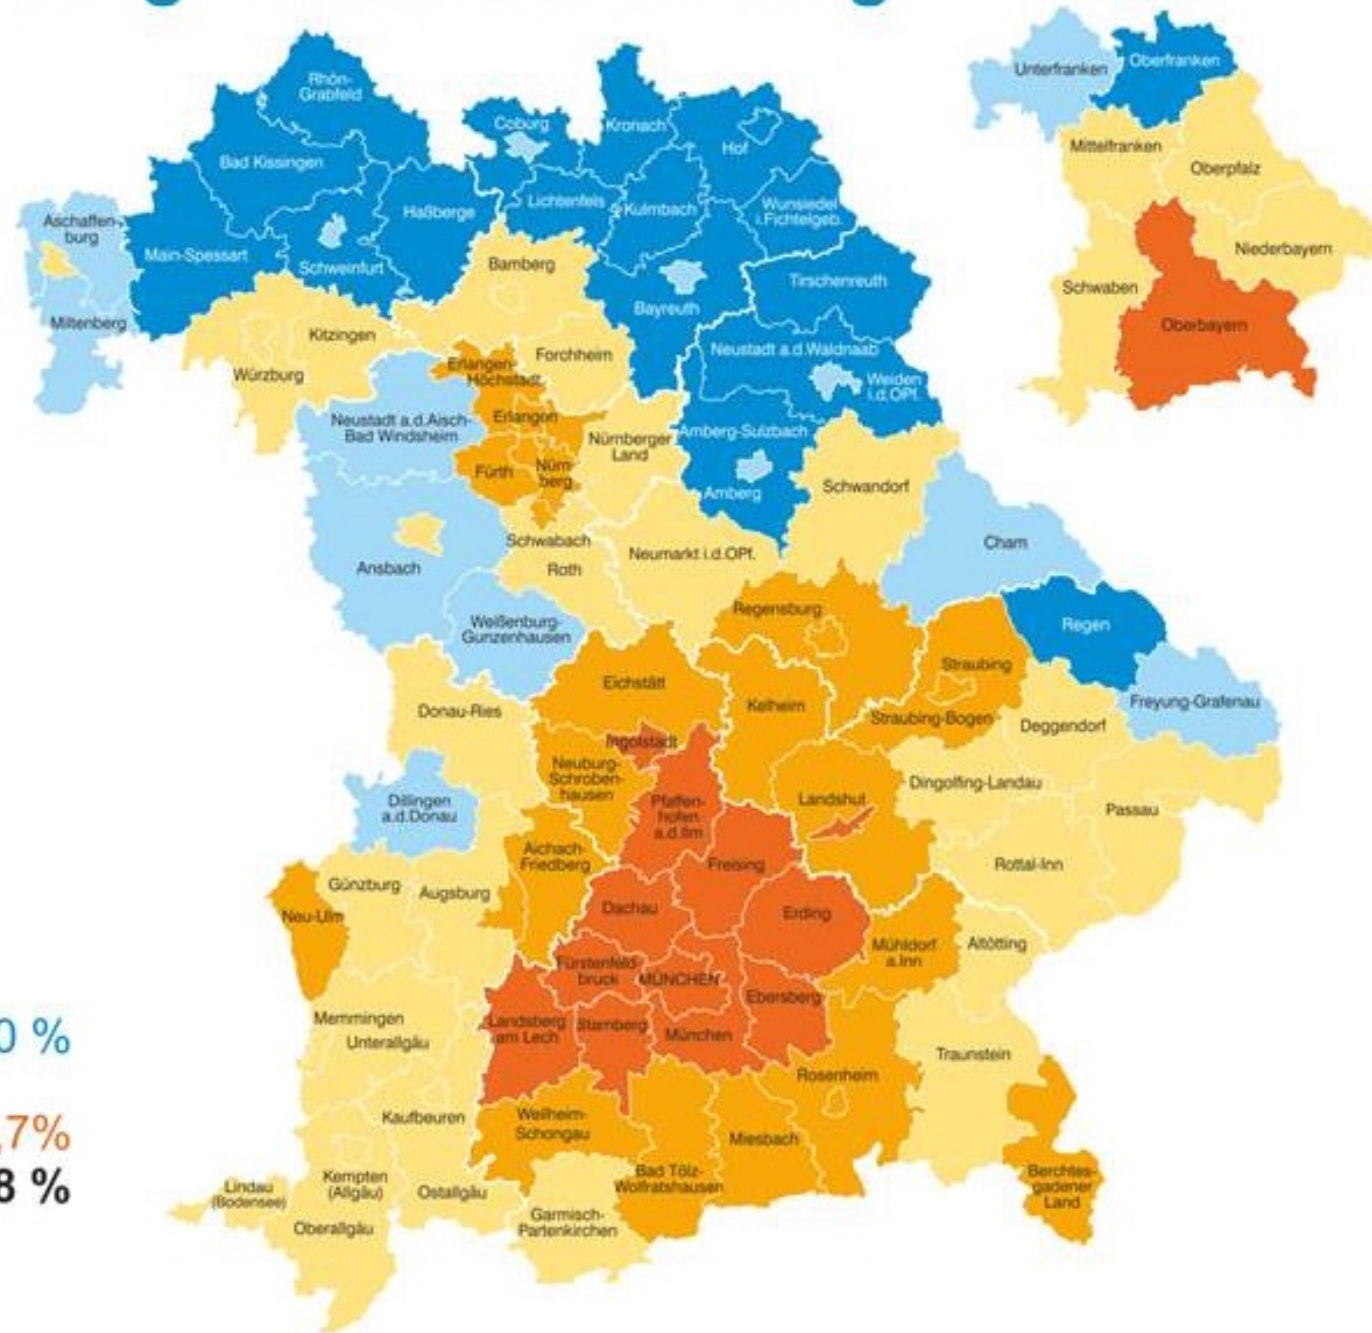 Rhön-
Grabfeld
Coburg
Kronach
Hof
Bad Kissingen
Lichtenfels
Kulmbach
Wunsiedel
i.Fichtelgeb.
Haßberge
Aschaffen-
burg
Main-Spessart
Schweinfurt
Bamberg
Tirschenreuth
Bayreuth
Miltenberg
Kitzingen
Forchheim
Neustadt a.d.Waldnaab
Würzburg
Erlangen-
Höchstadt
Weiden
i.d.OPf.
Neustadt a.d.Aisch-
Bad Windsheim
Erlangen
Nürnberger
Land
Amberg-Sulzbach
Fürth
Nürn-
berg
Amberg
Schwandorf
Schwabach
Neumarkt i.d.OPf.
Cham
Ansbach
Roth
Weißenburg-
Gunzenhausen
Regensburg
Regen
Straubing
Eichstätt
Kelheim
Freyung-Grafenau
Donau-Ries
Straubing-Bogen
Deggendorf
Ingolstadt
Neuburg-
Schroben-
hausen
Dingolfing-Landau
Dillingen
a.d.Donau
Pfaffen-
hofen
a.d.Ilm
Landshut
Passau
Aichach-
Friedberg
Freising
Rottal-Inn
Günzburg
Augsburg
Neu-Ulm
Dachau
Erding
Mühldorf
a.Inn
Altötting
Fürstenfeld-
bruck
MÜNCHEN
Ebersberg
Memmingen
Unterallgäu
Landsberg
am Lech
Starnberg
München
Traunstein
Rosenheim
Kaufbeuren
Weilheim-
Schongau
Miesbach
Kempten
(Allgäu)
Lindau
(Bodensee)
Ostallgäu
Bad Tölz-
Wolfratshausen
Berchtes-
gadener
Land
Oberallgäu
Garmisch-
Partenkirchen
Unterfranken
Oberfranken
Mittelfranken
Oberpfalz
Niederbayern
Schwaben
Oberbayern
0 %
,7%
8 %